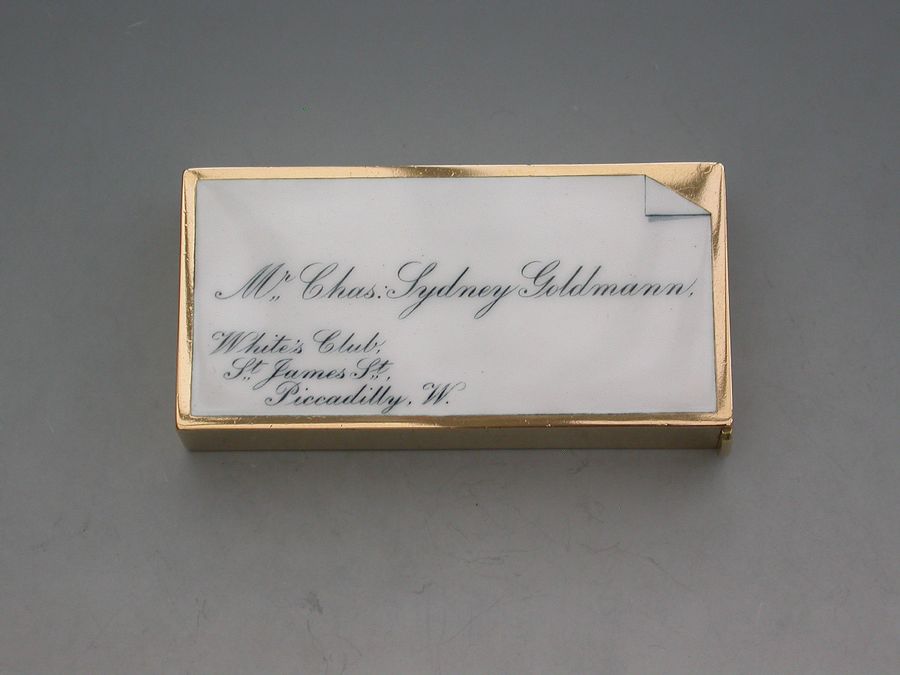 Mr Chas: Sydney Goldmann,
White's Club,
St James St,
Piccadilly, W.